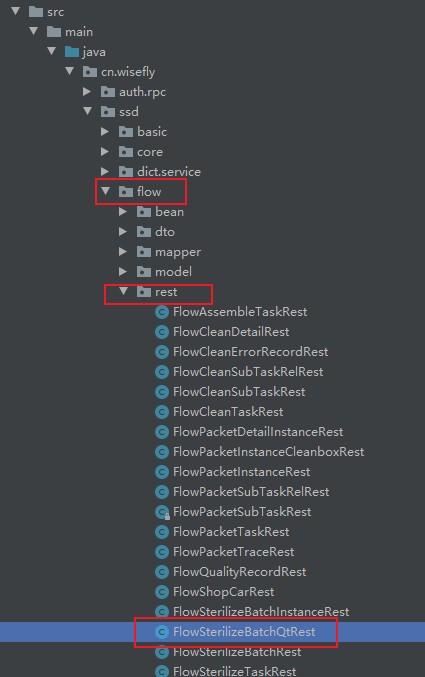 src
main
java
cn.wisefly
auth.rpc
ssd
basic
core
dict.service
flow
bean
dto
mapper
model
rest
FlowAssembleTaskRest
FlowCleanDetailRest
FlowCleanErrorRecordRest
FlowCleanSubTaskRelRest
FlowCleanSubTaskRest
FlowCleanTaskRest
FlowPacketDetailInstanceRest
FlowPacketInstanceCleanboxRest
FlowPacketInstanceRest
FlowPacketSubTaskRelRest
FlowPacketSubTaskRest
FlowPacketTaskRest
FlowPacketTraceRest
FlowQualityRecordRest
FlowShopCarRest
FlowSterilizeBatchInstanceRest
FlowSterilizeBatchQtRest
FlowSterilizeBatchRest
FlowSterilizeTaskRest